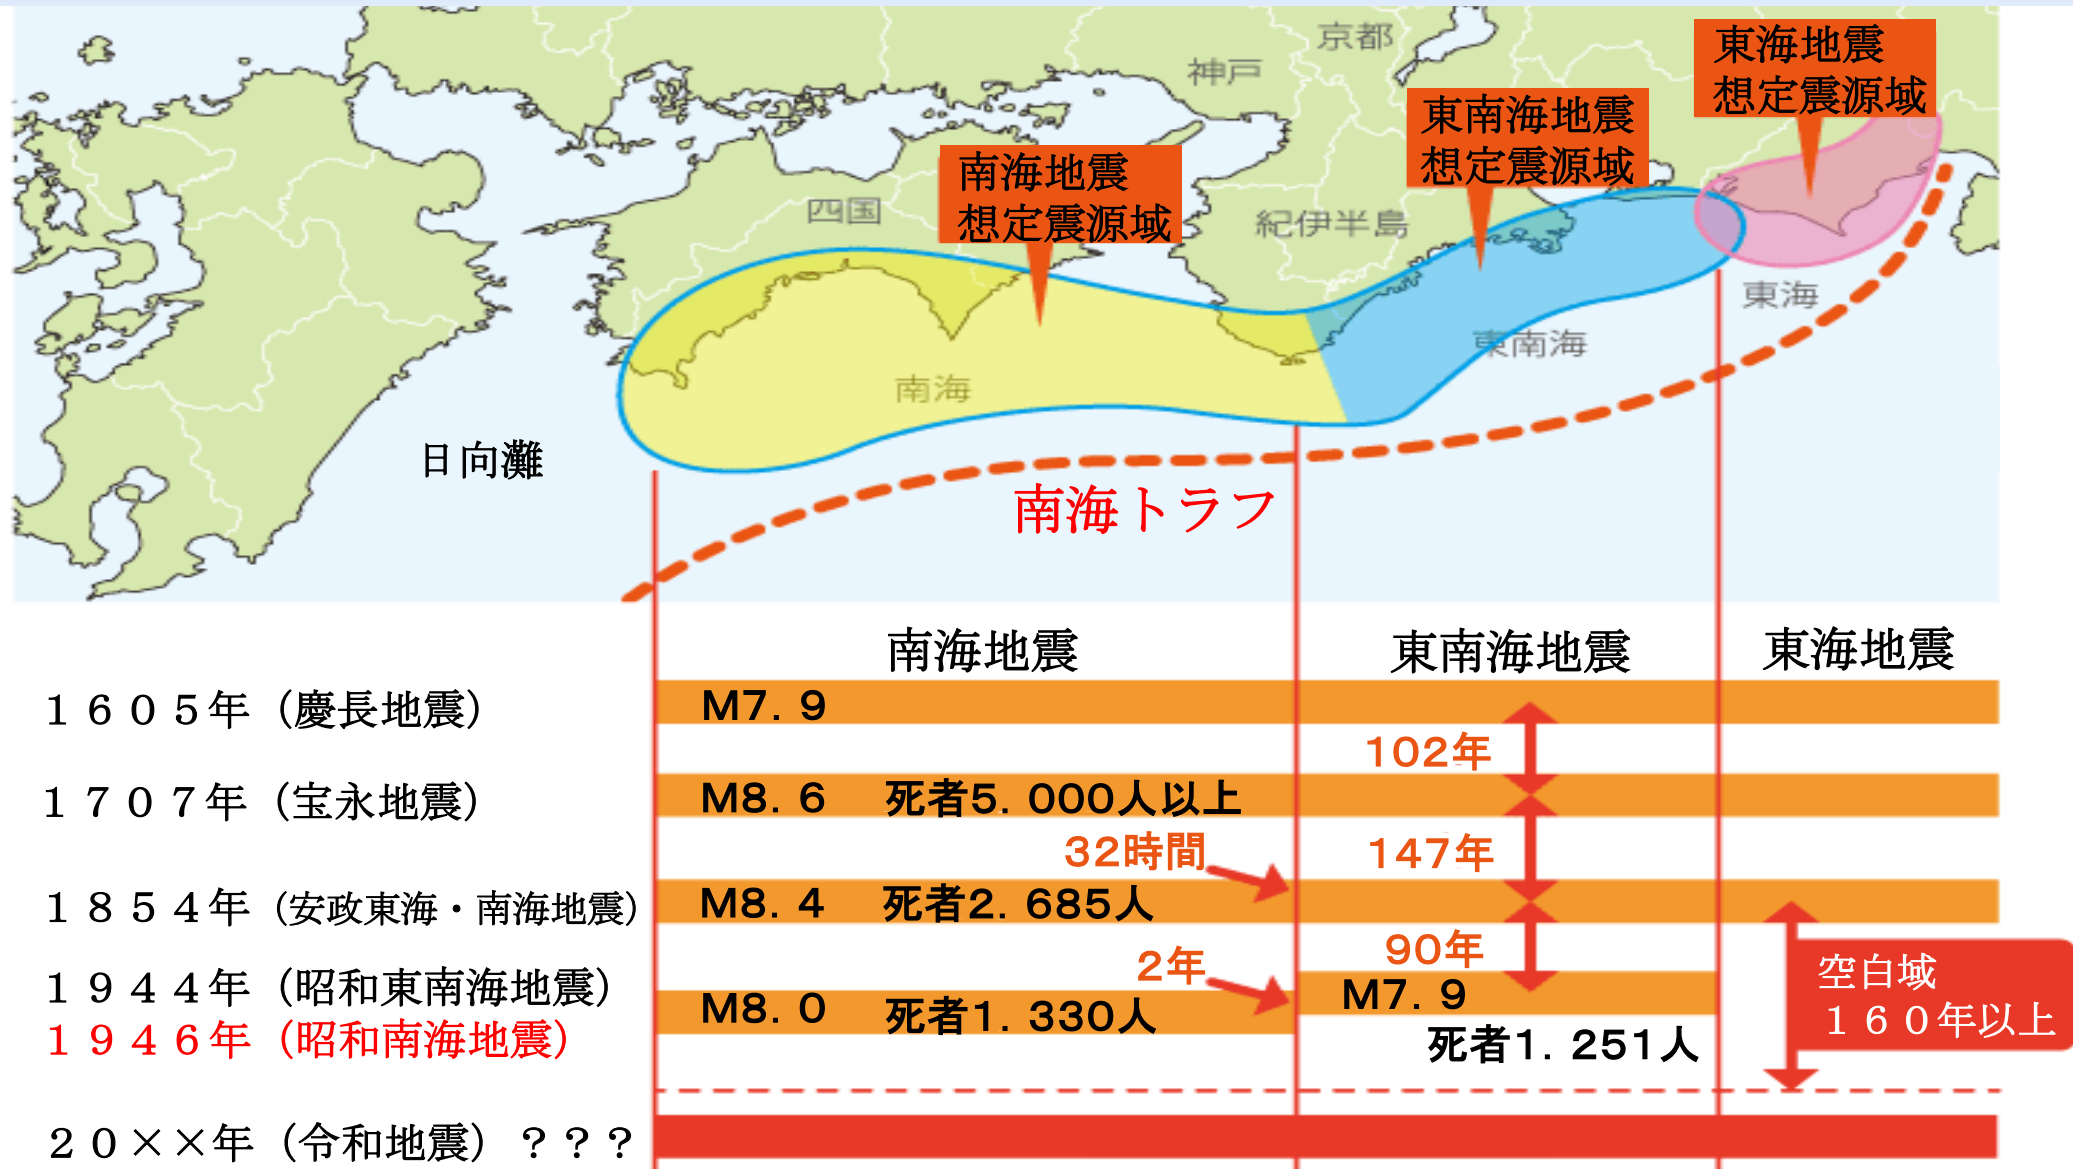 京都
神戸
東海地震
想定震源域
東南海地震
想定震源域
南海地震
想定震源域
四国
紀伊半島
東海
東南海
南海
日向灘
南海トラフ
南海地震
東南海地震
東海地震
１６０５年（慶長地震）
M7．9
102年
１７０７年（宝永地震）
M8．6 死者5．000人以上
32時間
147年
１８５４年（安政東海・南海地震）
M8．4 死者2．685人
90年
2年
１９４４年（昭和東南海地震）
M7．9
死者1．251人
１９４６年（昭和南海地震）
M8．0 死者1．330人
空白域
１６０年以上
２０××年（令和地震）？？？